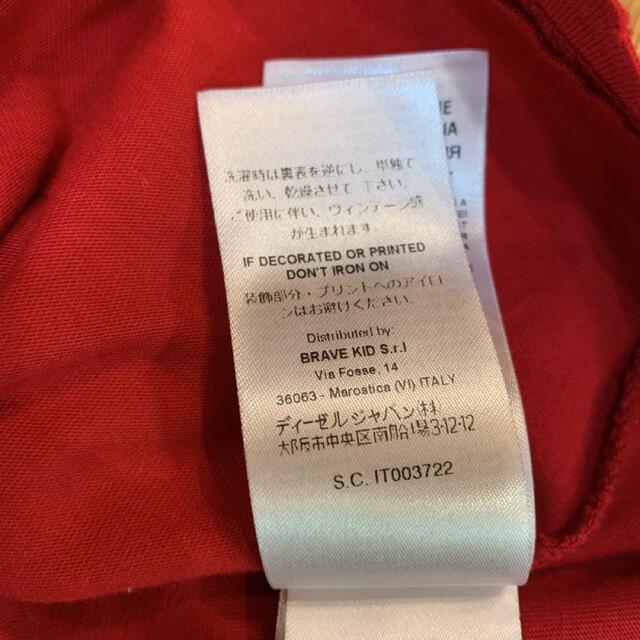 洗濯時は裏表を逆にし、単独で
洗い、乾燥させて下さい。
ご使用に伴い、ヴィンテージ感
が生まれます。
IF DECORATED OR PRINTED
DON'T IRON ON
装飾部分・プリントへのアイロ
ンはお避けください。
Distributed by:
BRAVE KID S.r.l
Via Fosse, 14
36063 - Marostica (VI) ITALY
ディーゼル ジャパン(株)
大阪市中央区南船場3-12-12
S.C. IT003722